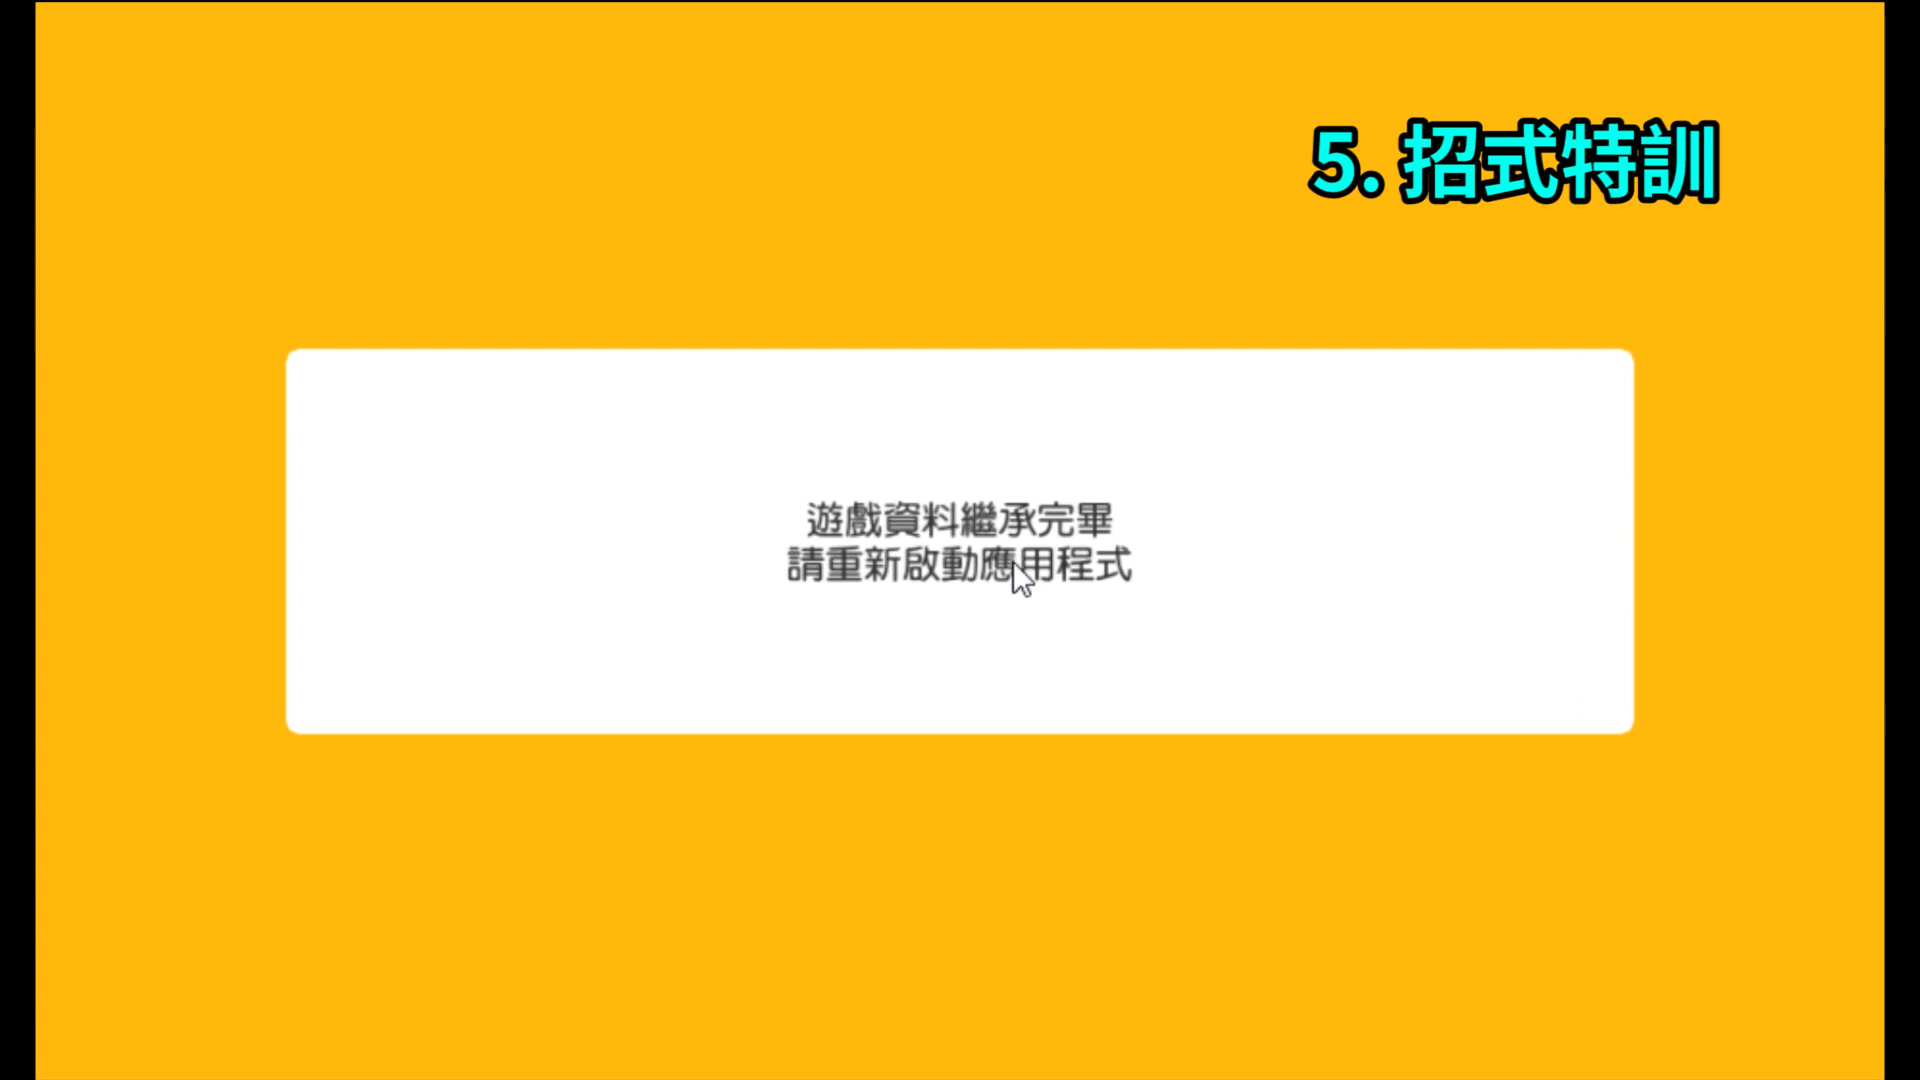 5. 招式特訓
遊戲資料繼承完畢
請重新啟動應用程式